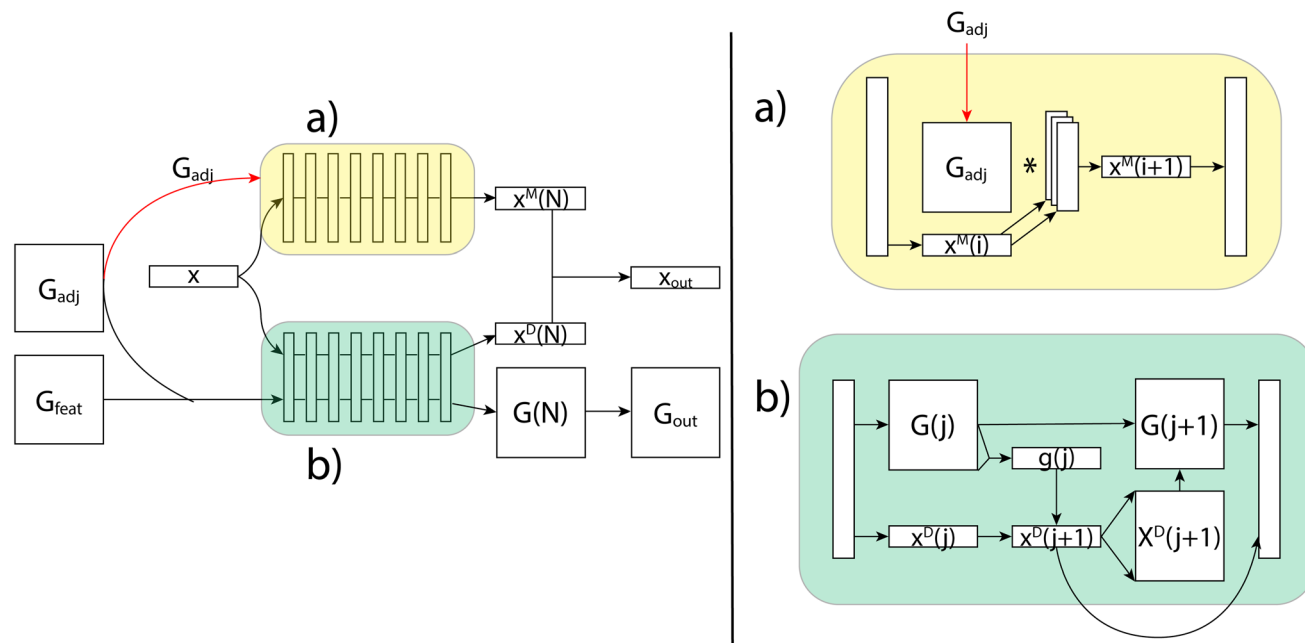 a)
G_adj
x^M(N)
G_adj
x
x_out
x^D(N)
G_feat
G(N)
G_out
b)
G_adj
a)
G_adj
*
x^M(i+1)
x^M(i)
b)
G(j)
G(j+1)
g(j)
x^D(j)
x^D(j+1)
X^D(j+1)